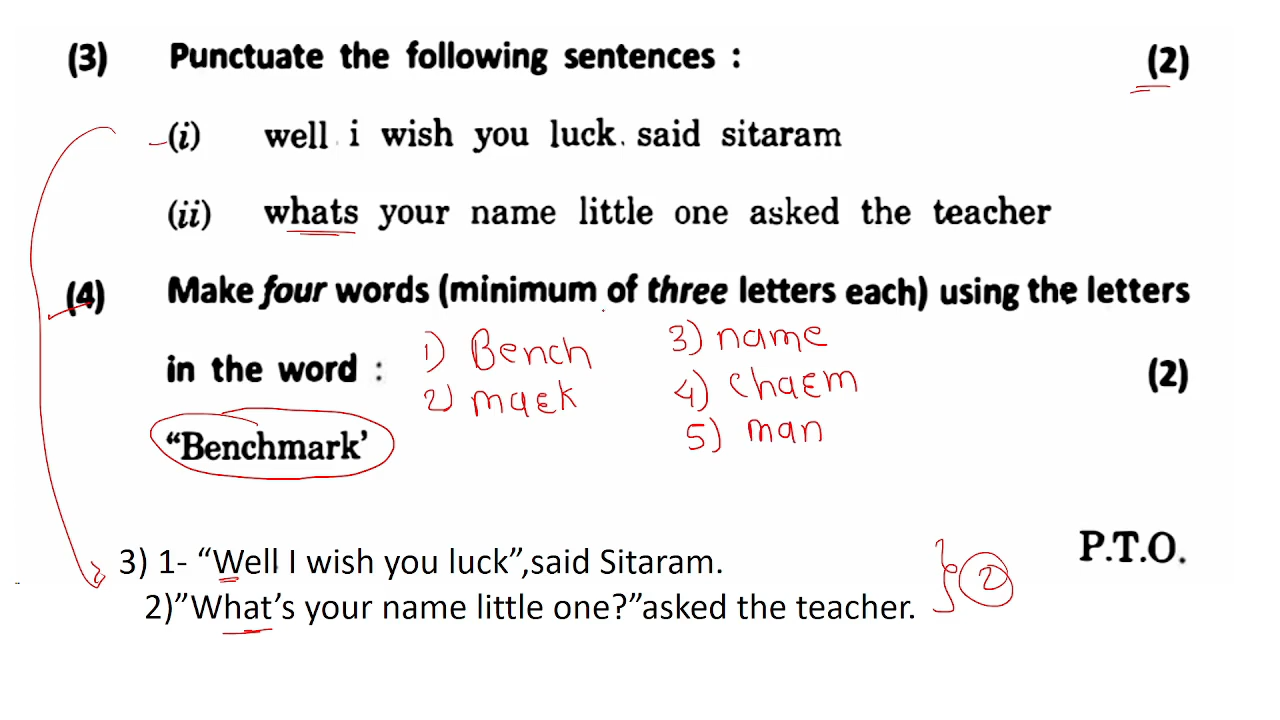 (3) Punctuate the following sentences : (2)
(i) well i wish you luck said sitaram
(ii) whats your name little one asked the teacher
(4) Make four words (minimum of three letters each) using the letters
in the word : (2)
1) Bench
2) mark
3) name
4) charm
5) man
“Benchmark’
P.T.O.
3) 1- “Well I wish you luck”,said Sitaram.
2)”What’s your name little one?”asked the teacher.
2